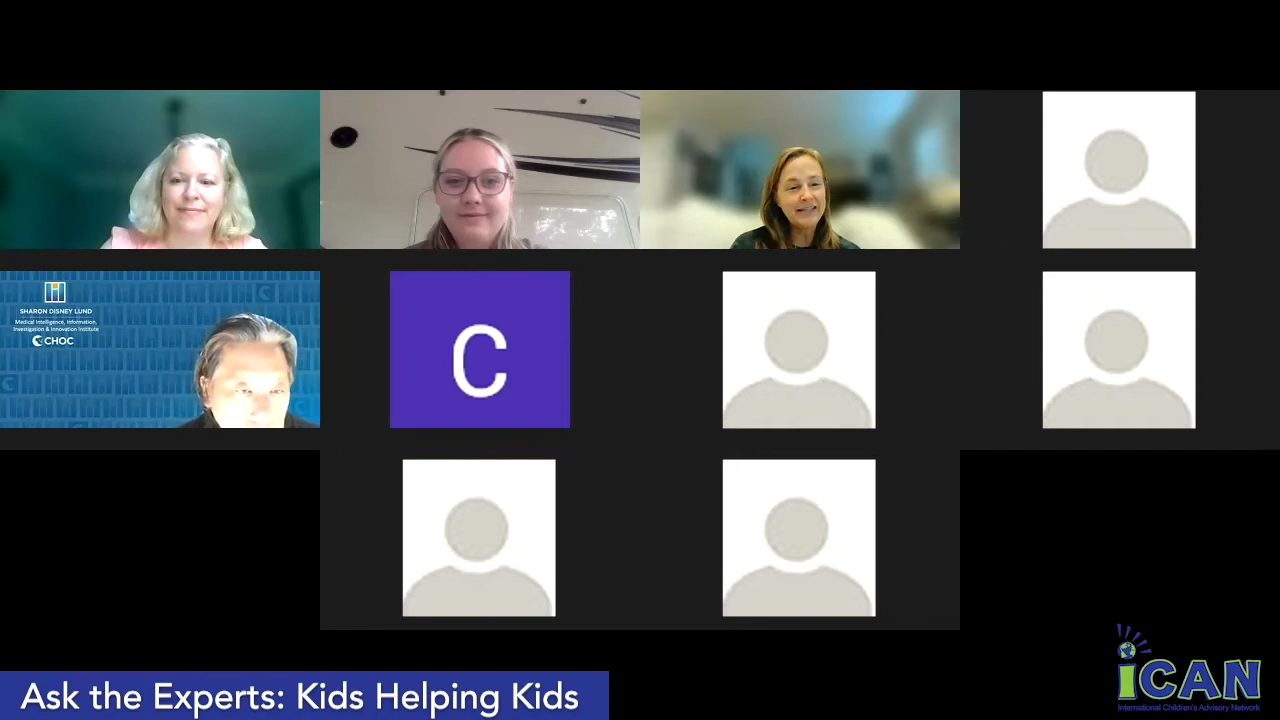 SHARON DISNEY LUND
Medical Intelligence, Information,
Investigation & Innovation Institute
CHOC
C
Ask the Experts: Kids Helping Kids
iCAN
International Children's Advisory Network